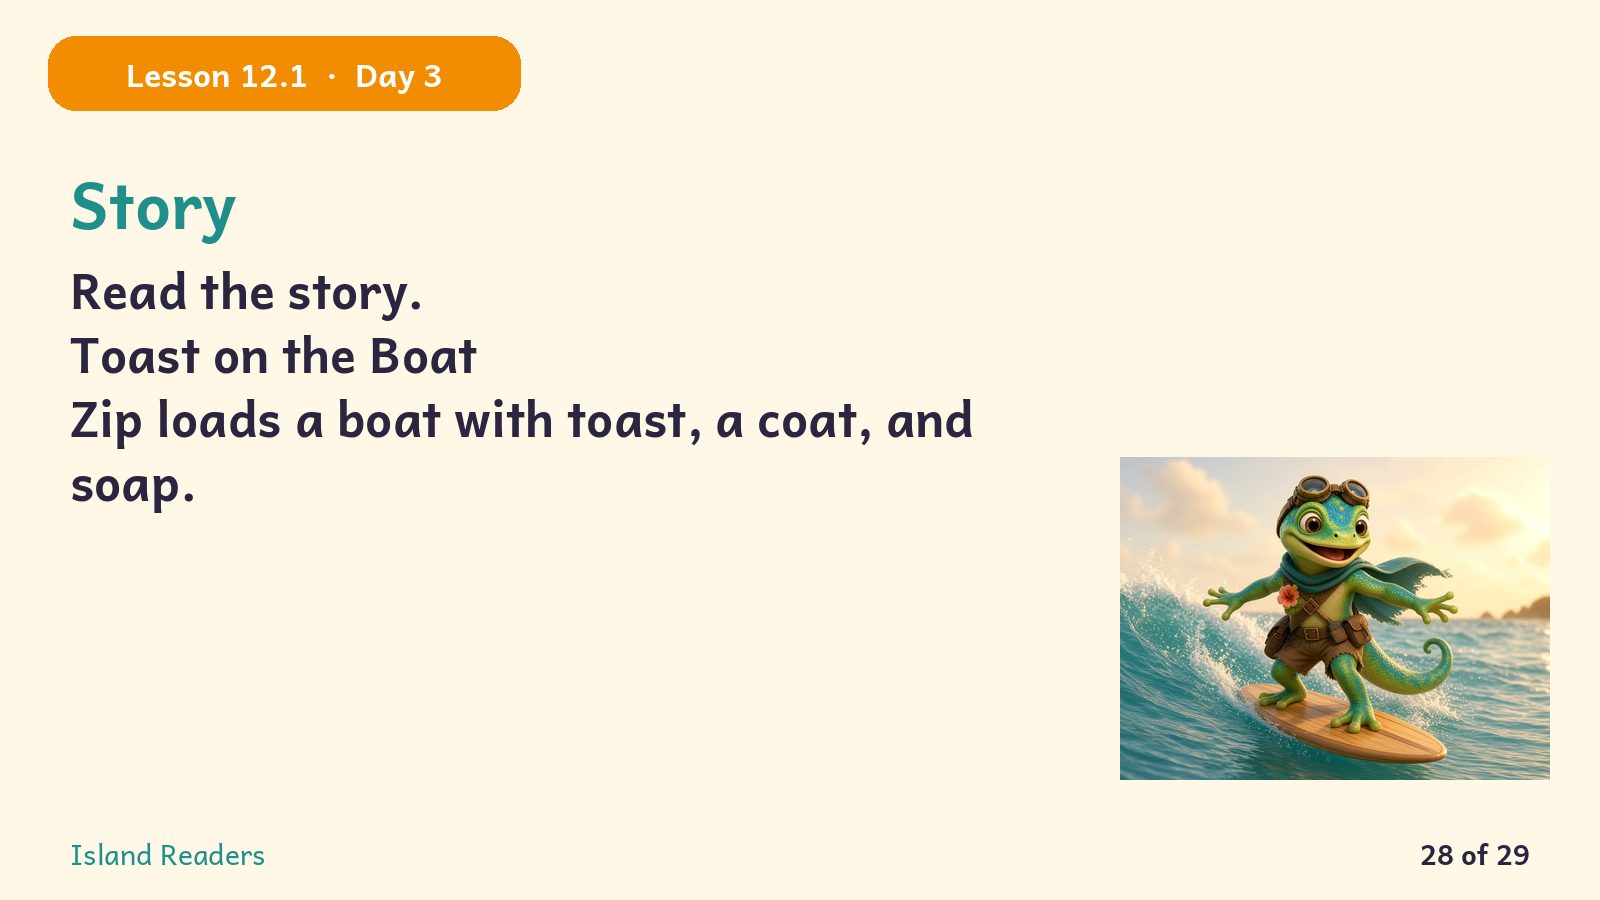 Lesson 12.1 · Day 3
Story
Read the story.
Toast on the Boat
Zip loads a boat with toast, a coat, and
soap.
Island Readers
28 of 29